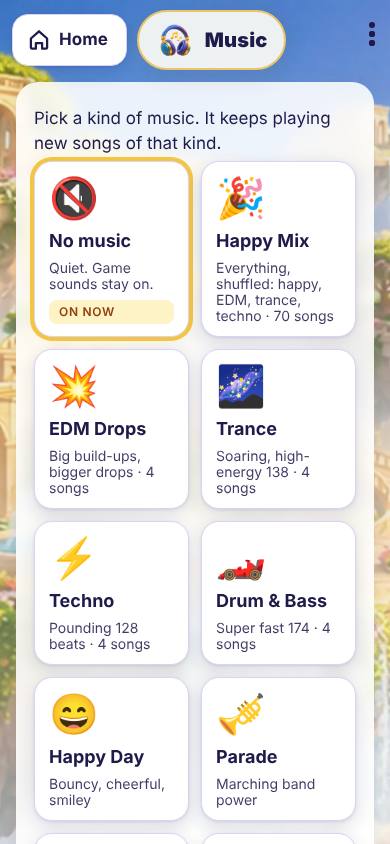 Home
Music
Pick a kind of music. It keeps playing
new songs of that kind.
No music
Quiet. Game
sounds stay on.
ON NOW
Happy Mix
Everything,
shuffled: happy,
EDM, trance,
techno · 70 songs
EDM Drops
Big build-ups,
bigger drops · 4
songs
Trance
Soaring, high-
energy 138 · 4
songs
Techno
Pounding 128
beats · 4 songs
Drum & Bass
Super fast 174 · 4
songs
Happy Day
Bouncy, cheerful,
smiley
Parade
Marching band
power